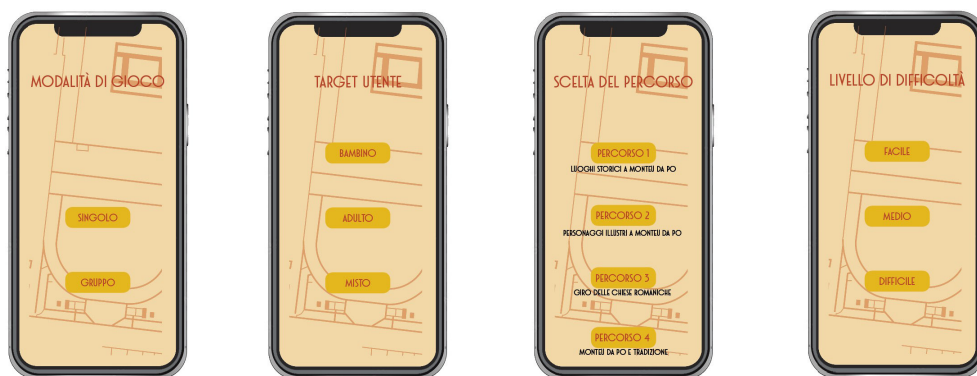 MODALITÀ DI GIOCO
SINGOLO
GRUPPO
TARGET UTENTE
BAMBINO
ADULTO
MISTO
SCELTA DEL PERCORSO
PERCORSO 1
LUOGHI STORICI A MONTEU DA PO
PERCORSO 2
PERSONAGGI ILLUSTRI A MONTEU DA PO
PERCORSO 3
GIRO DELLE CHIESE ROMANICHE
PERCORSO 4
MONTEU DA PO E TRADIZIONE
LIVELLO DI DIFFICOLTÀ
FACILE
MEDIO
DIFFICILE